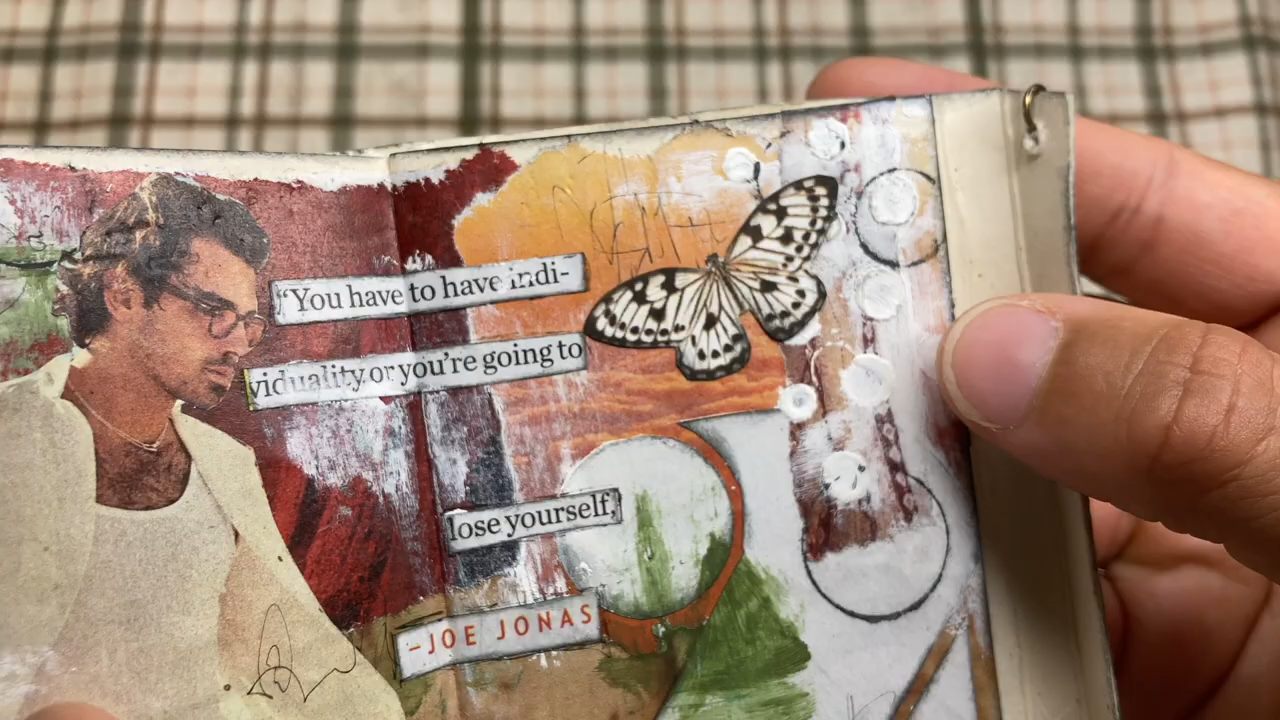 “You have to have indi-
viduality or you’re going to
lose yourself,
–JOE JONAS